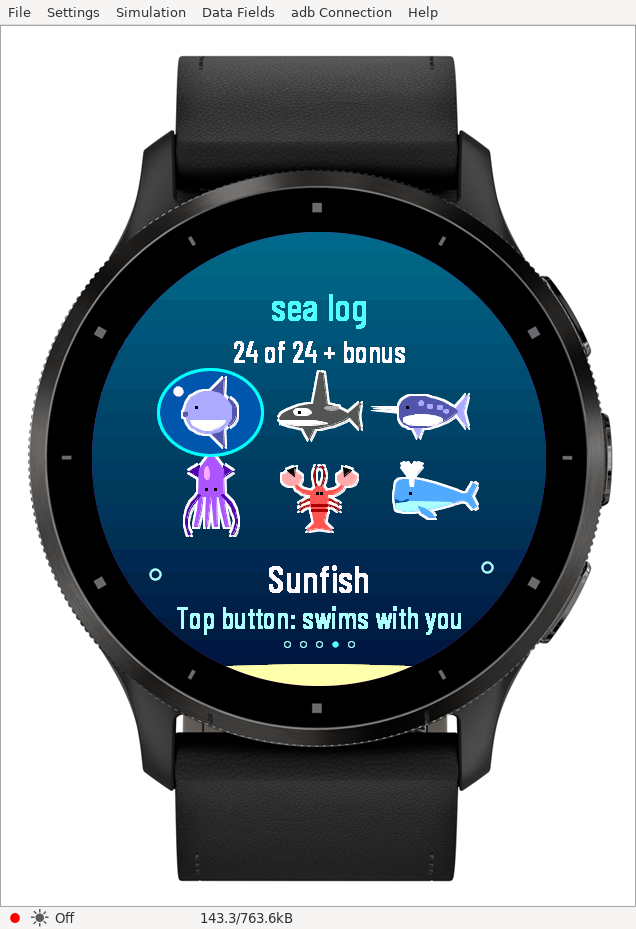 File Settings Simulation Data Fields adb Connection Help
sea log
24 of 24 + bonus
Sunfish
Top button: swims with you
Off 143.3/763.6kB